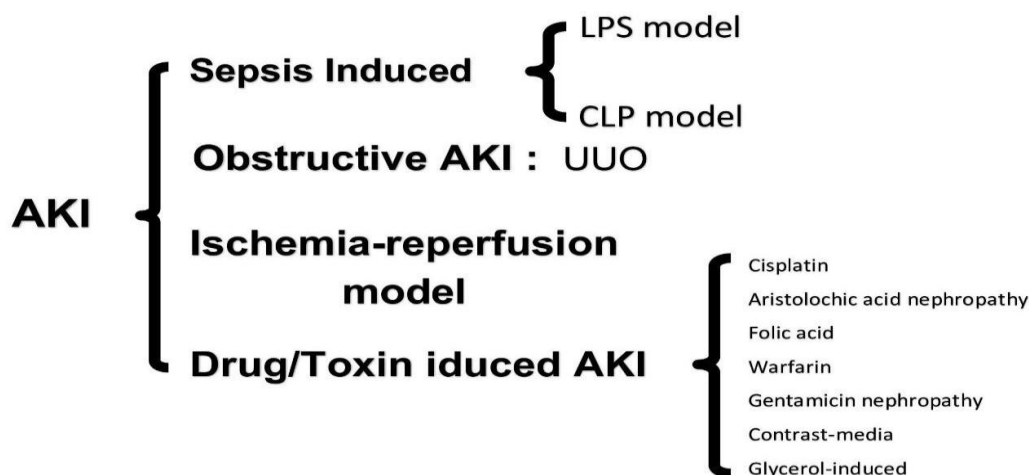 AKI
Sepsis Induced
LPS model
CLP model
Obstructive AKI : UUO
Ischemia-reperfusion
model
Drug/Toxin iduced AKI
Cisplatin
Aristolochic acid nephropathy
Folic acid
Warfarin
Gentamicin nephropathy
Contrast-media
Glycerol-induced